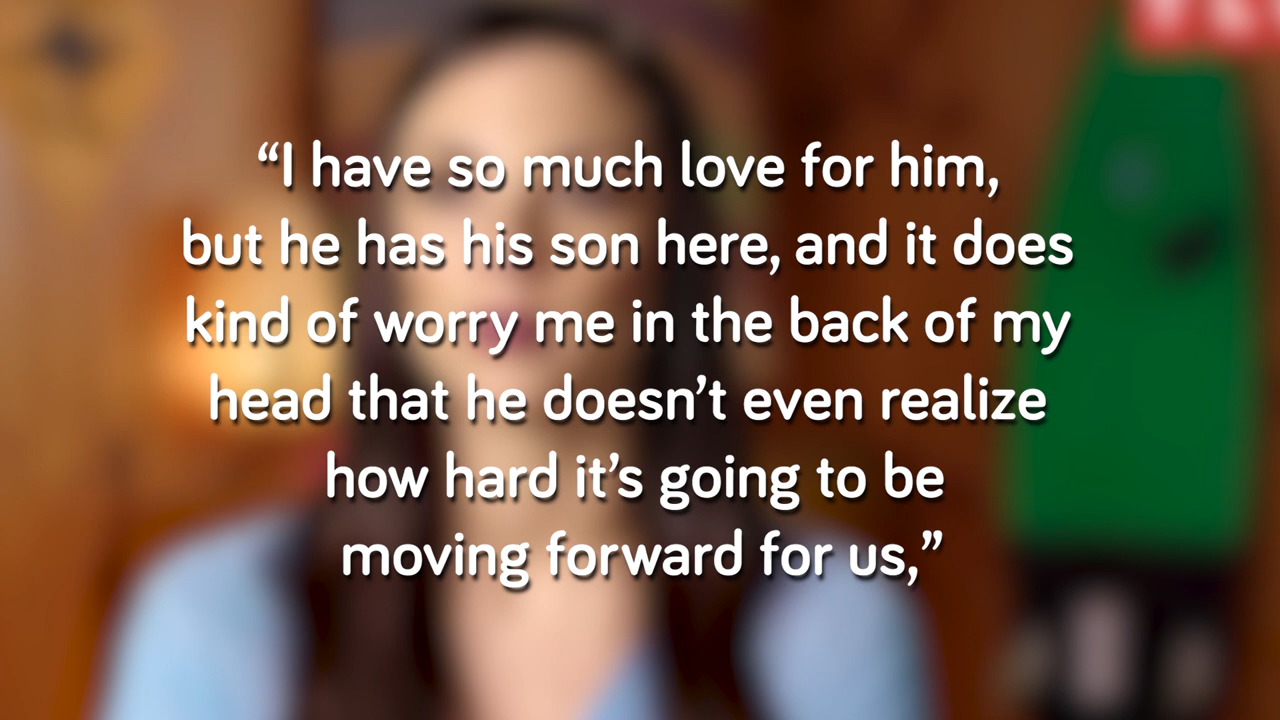 “I have so much love for him,
but he has his son here, and it does
kind of worry me in the back of my
head that he doesn’t even realize
how hard it’s going to be
moving forward for us,”